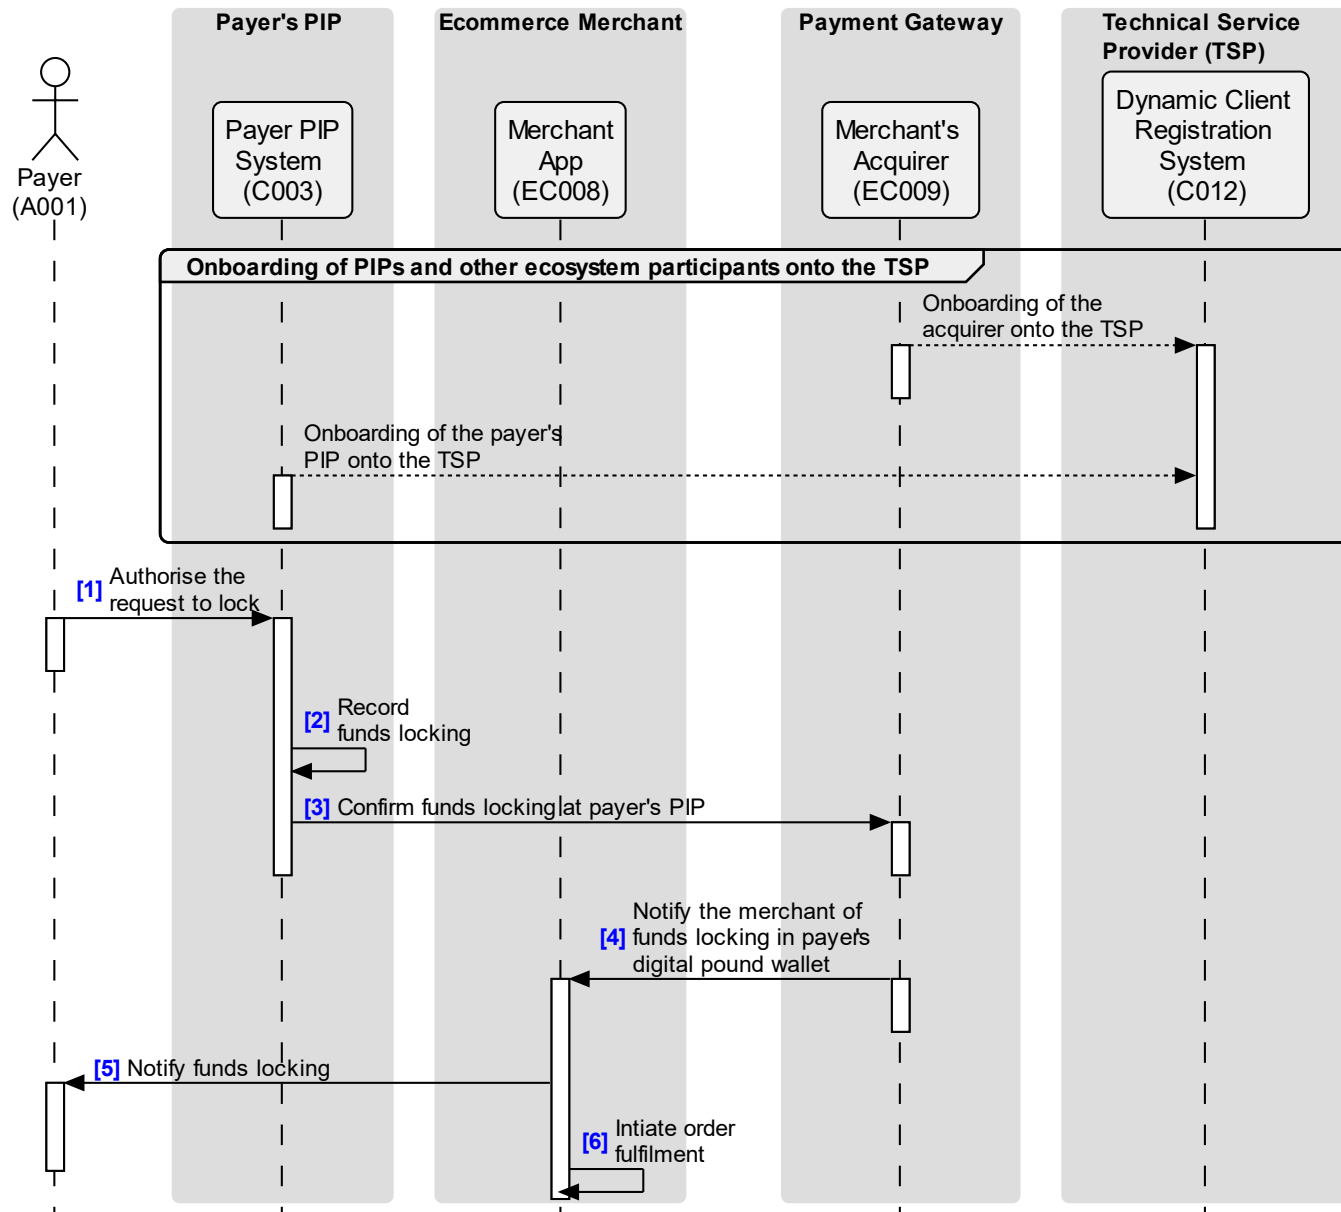 Payer's PIP
Ecommerce Merchant
Payment Gateway
Technical Service
Provider (TSP)
Payer
(A001)
Payer PIP
System
(C003)
Merchant
App
(EC008)
Merchant's
Acquirer
(EC009)
Dynamic Client
Registration
System
(C012)
Onboarding of PIPs and other ecosystem participants onto the TSP
Onboarding of the
acquirer onto the TSP
Onboarding of the payer's
PIP onto the TSP
[1] Authorise the
request to lock
[2] Record
funds locking
[3] Confirm funds locking at payer's PIP
Notify the merchant of
[4] funds locking in payer's
digital pound wallet
[5] Notify funds locking
[6] Intiate order
fulfilment